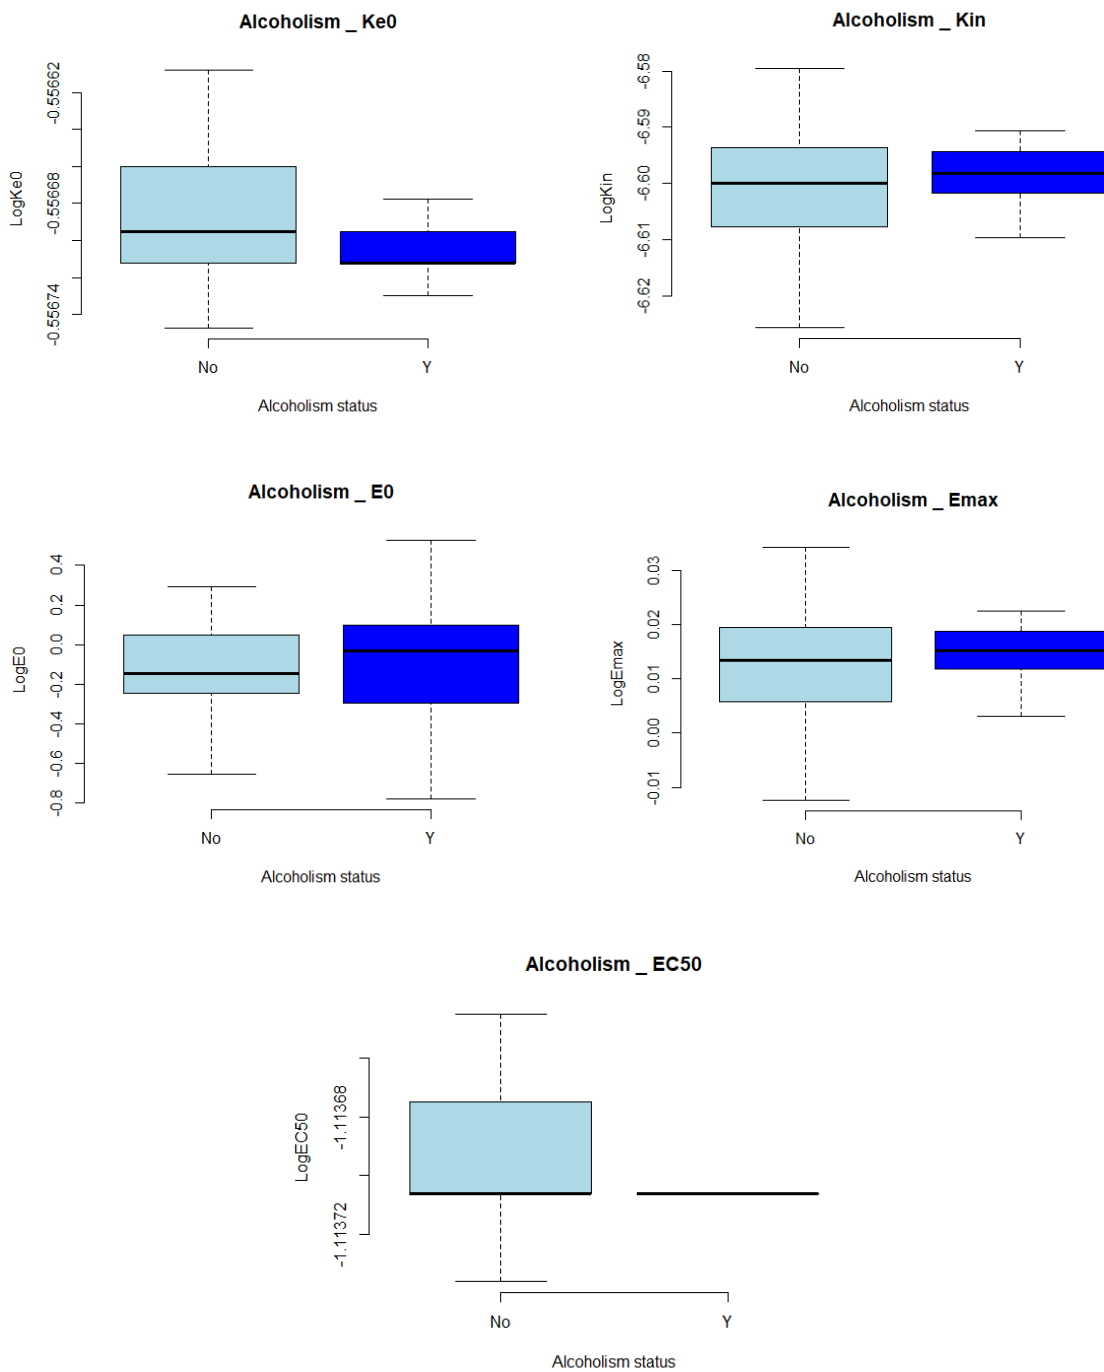 Alcoholism _ Ke0
LogKe0
-0.55662
-0.55668
-0.55674
No Y
Alcoholism status
Alcoholism _ Kin
LogKin
-6.58
-6.59
-6.60
-6.61
-6.62
No Y
Alcoholism status
Alcoholism _ E0
LogE0
0.4
0.2
0.0
-0.2
-0.4
-0.6
-0.8
No Y
Alcoholism status
Alcoholism _ Emax
LogEmax
0.03
0.02
0.01
0.00
-0.01
No Y
Alcoholism status
Alcoholism _ EC50
LogEC50
-1.11368
-1.11372
No Y
Alcoholism status